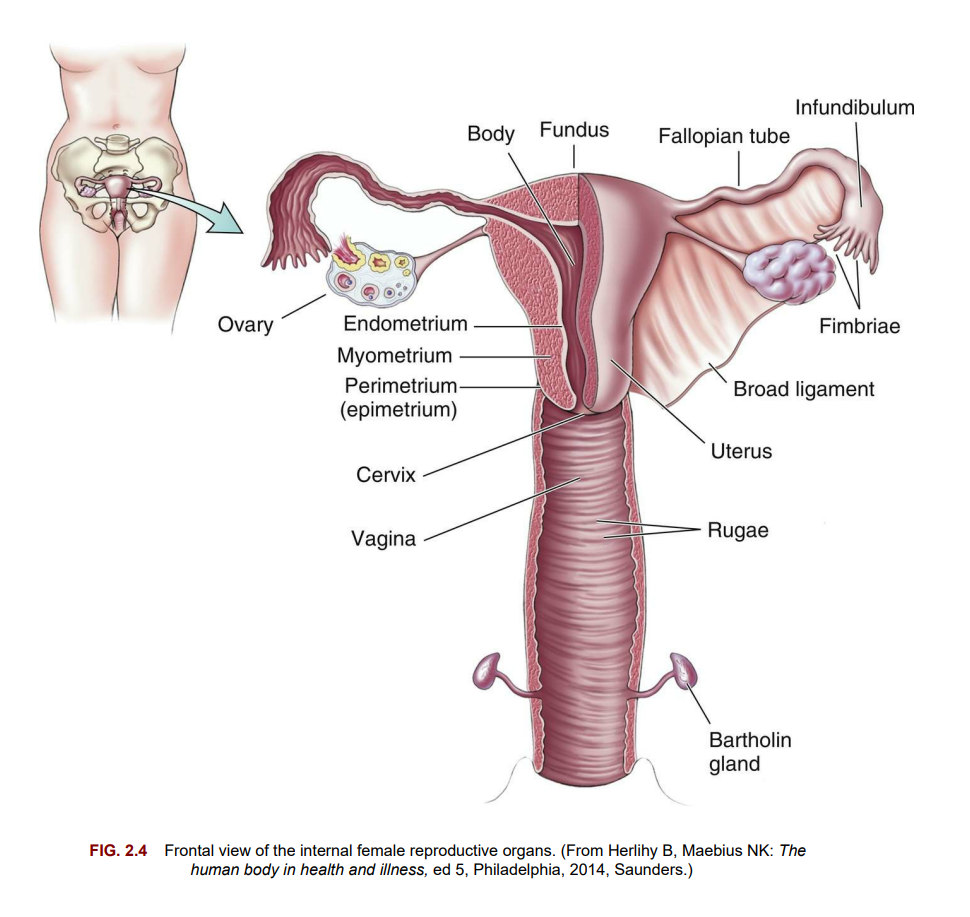 Infundibulum
Body
Fundus
Fallopian tube
Ovary
Endometrium
Myometrium
Perimetrium
(epimetrium)
Fimbriae
Broad ligament
Uterus
Cervix
Vagina
Rugae
Bartholin
gland
FIG. 2.4 Frontal view of the internal female reproductive organs. (From Herlihy B, Maebius NK: The
human body in health and illness, ed 5, Philadelphia, 2014, Saunders.)